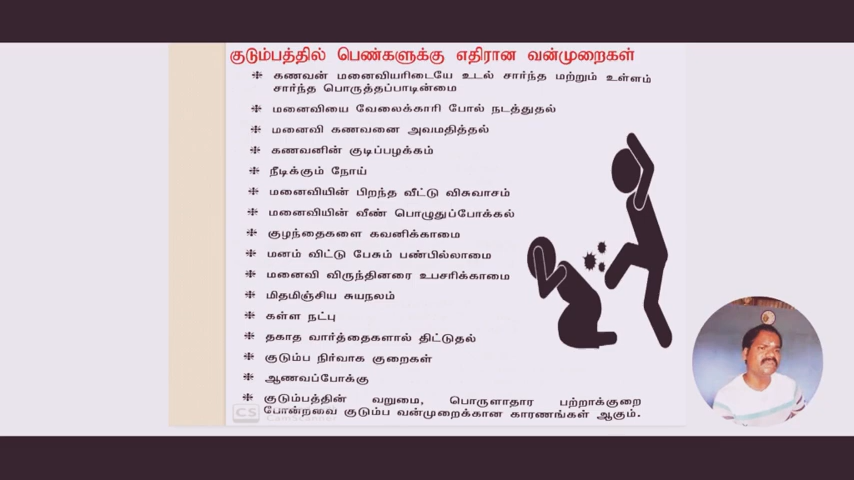 குடும்பத்தில் பெண்களுக்கு எதிரான வன்முறைகள்
கணவன் மனைவியரிடையே உடல் சார்ந்த மற்றும் உள்ளம்
சார்ந்த பொருத்தப்பாடின்மை
மனைவியை வேலைக்காரி போல் நடத்துதல்
மனைவி கணவனை அவமதித்தல்
கணவனின் குடிப்பழக்கம்
நீடிக்கும் நோய்
மனைவியின் பிறந்த வீட்டு விசுவாசம்
மனைவியின் வீண் பொழுதுப்போக்கல்
குழந்தைகளை கவனிக்காமை
மனம் விட்டு பேசும் பண்பில்லாமை
மனைவி விருந்தினரை உபசரிக்காமை
மிதமிஞ்சிய சுயநலம்
கள்ள நட்பு
தகாத வார்த்தைகளால் திட்டுதல்
குடும்ப நிர்வாக குறைகள்
ஆணவப்போக்கு
குடும்பத்தின் வறுமை, பொருளாதார பற்றாக்குறை
போன்றவை குடும்ப வன்முறைக்கான காரணங்கள் ஆகும்.
CS